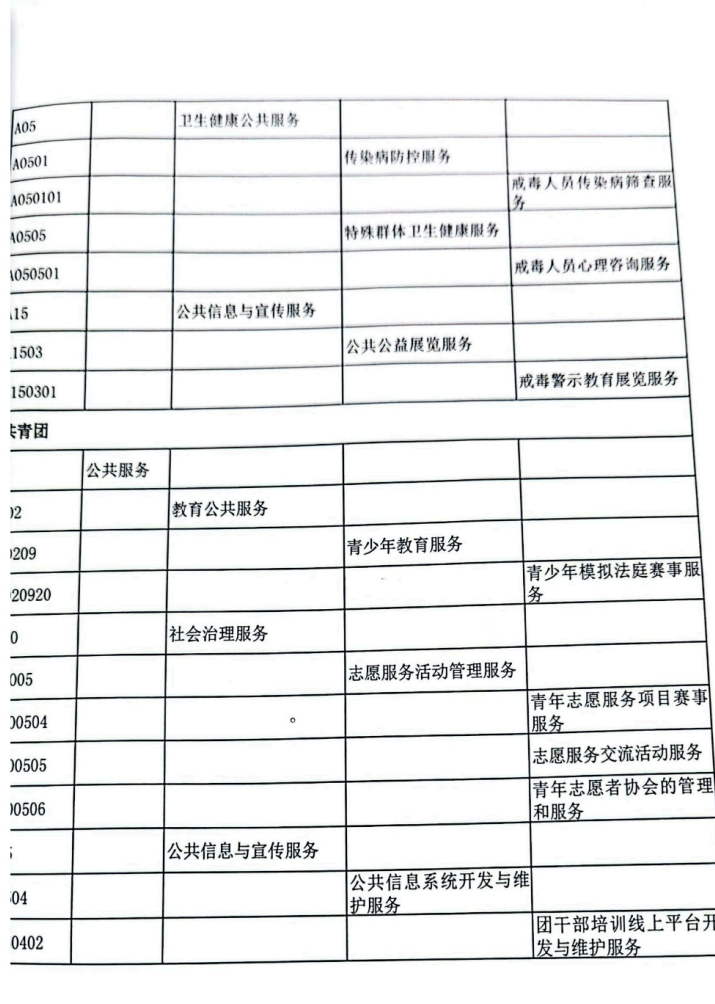 A05 卫生健康公共服务
A0501 传染病防控服务
A050101 戒毒人员传染病筛查服
务
A0505 特殊群体卫生健康服务
A050501 戒毒人员心理咨询服务
15 公共信息与宣传服务
1503 公共公益展览服务
150301 戒毒警示教育展览服务
共青团
公共服务
02 教育公共服务
0209 青少年教育服务
020920 青少年模拟法庭赛事服
务
0 社会治理服务
005 志愿服务活动管理服务
00504 青年志愿服务项目赛事
服务
00505 志愿服务交流活动服务
00506 青年志愿者协会的管理
和服务
公共信息与宣传服务
04 公共信息系统开发与维
护服务
0402 团干部培训线上平台开
发与维护服务